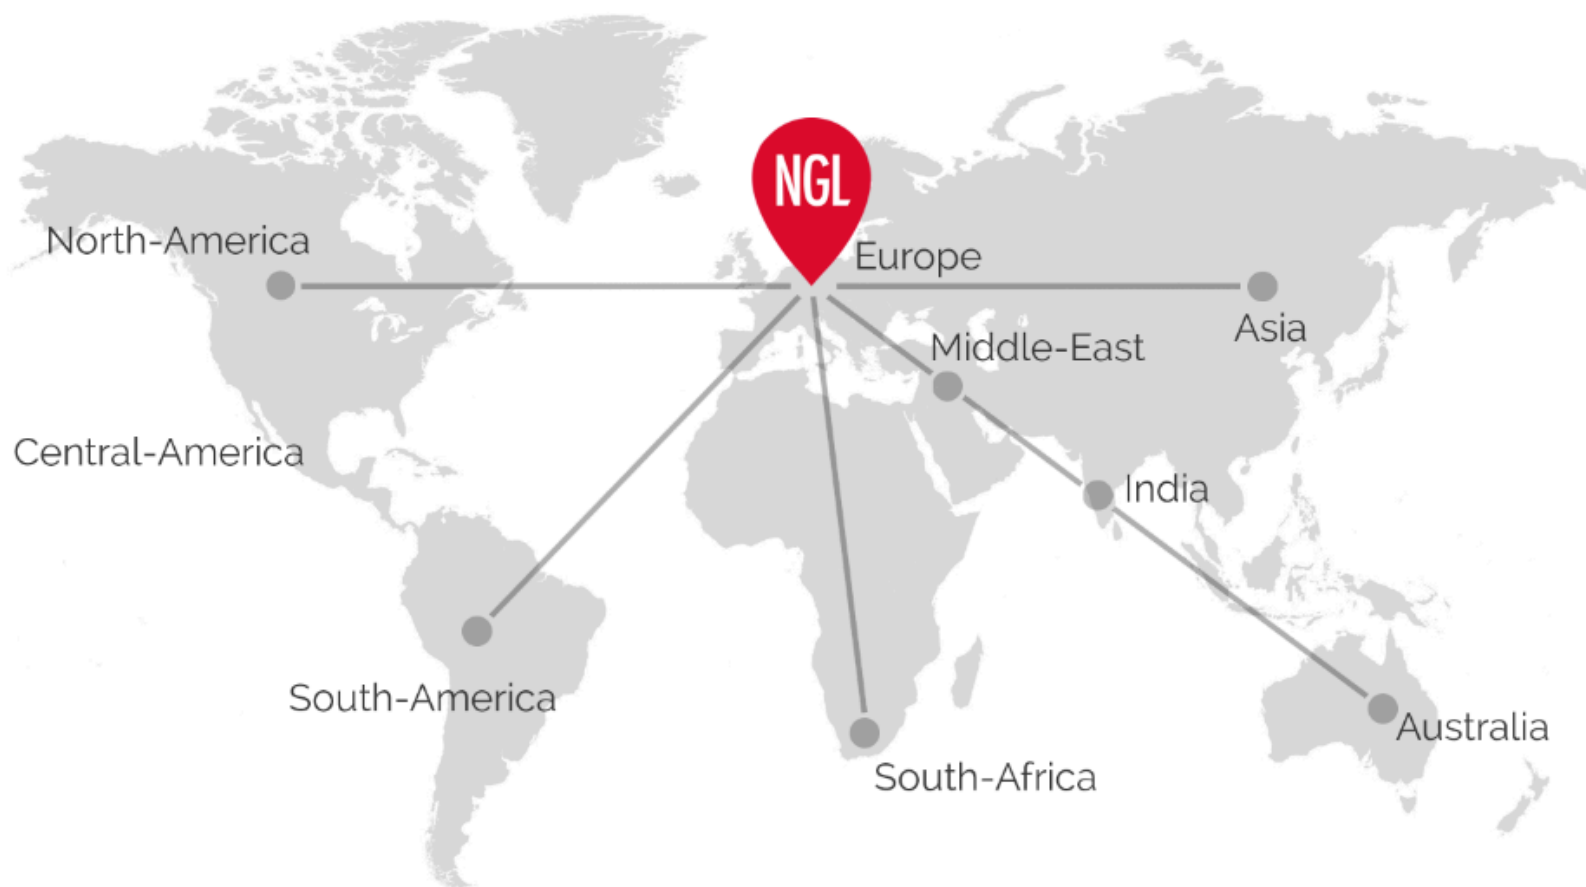 NGL
North-America
Europe
Asia
Middle-East
Central-America
India
South-America
Australia
South-Africa